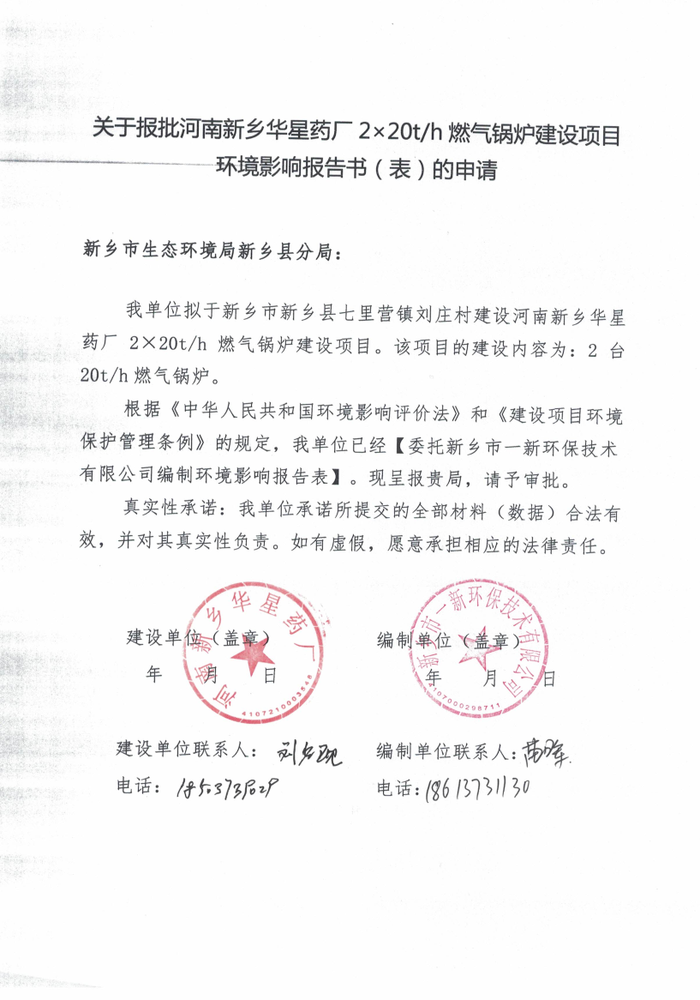 关于报批河南新乡华星药厂 2×20t/h 燃气锅炉建设项目
环境影响报告书（表）的申请
新乡市生态环境局新乡县分局：
我单位拟于新乡市新乡县七里营镇刘庄村建设河南新乡华星
药厂 2×20t/h 燃气锅炉建设项目。该项目的建设内容为：2 台
20t/h 燃气锅炉。
根据《中华人民共和国环境影响评价法》和《建设项目环境
保护管理条例》的规定，我单位已经【委托新乡市一新环保技术
有限公司编制环境影响报告表】。现呈报贵局，请予审批。
真实性承诺：我单位承诺所提交的全部材料（数据）合法有
效，并对其真实性负责。如有虚假，愿意承担相应的法律责任。
河南新乡华星药厂
4107210003548
新乡市一新环保技术有限公司
4107000298711
建设单位（盖章） 编制单位（盖章）
年 月 日 年 月 日
建设单位联系人： 编制单位联系人：
电话： 电话：18613731130